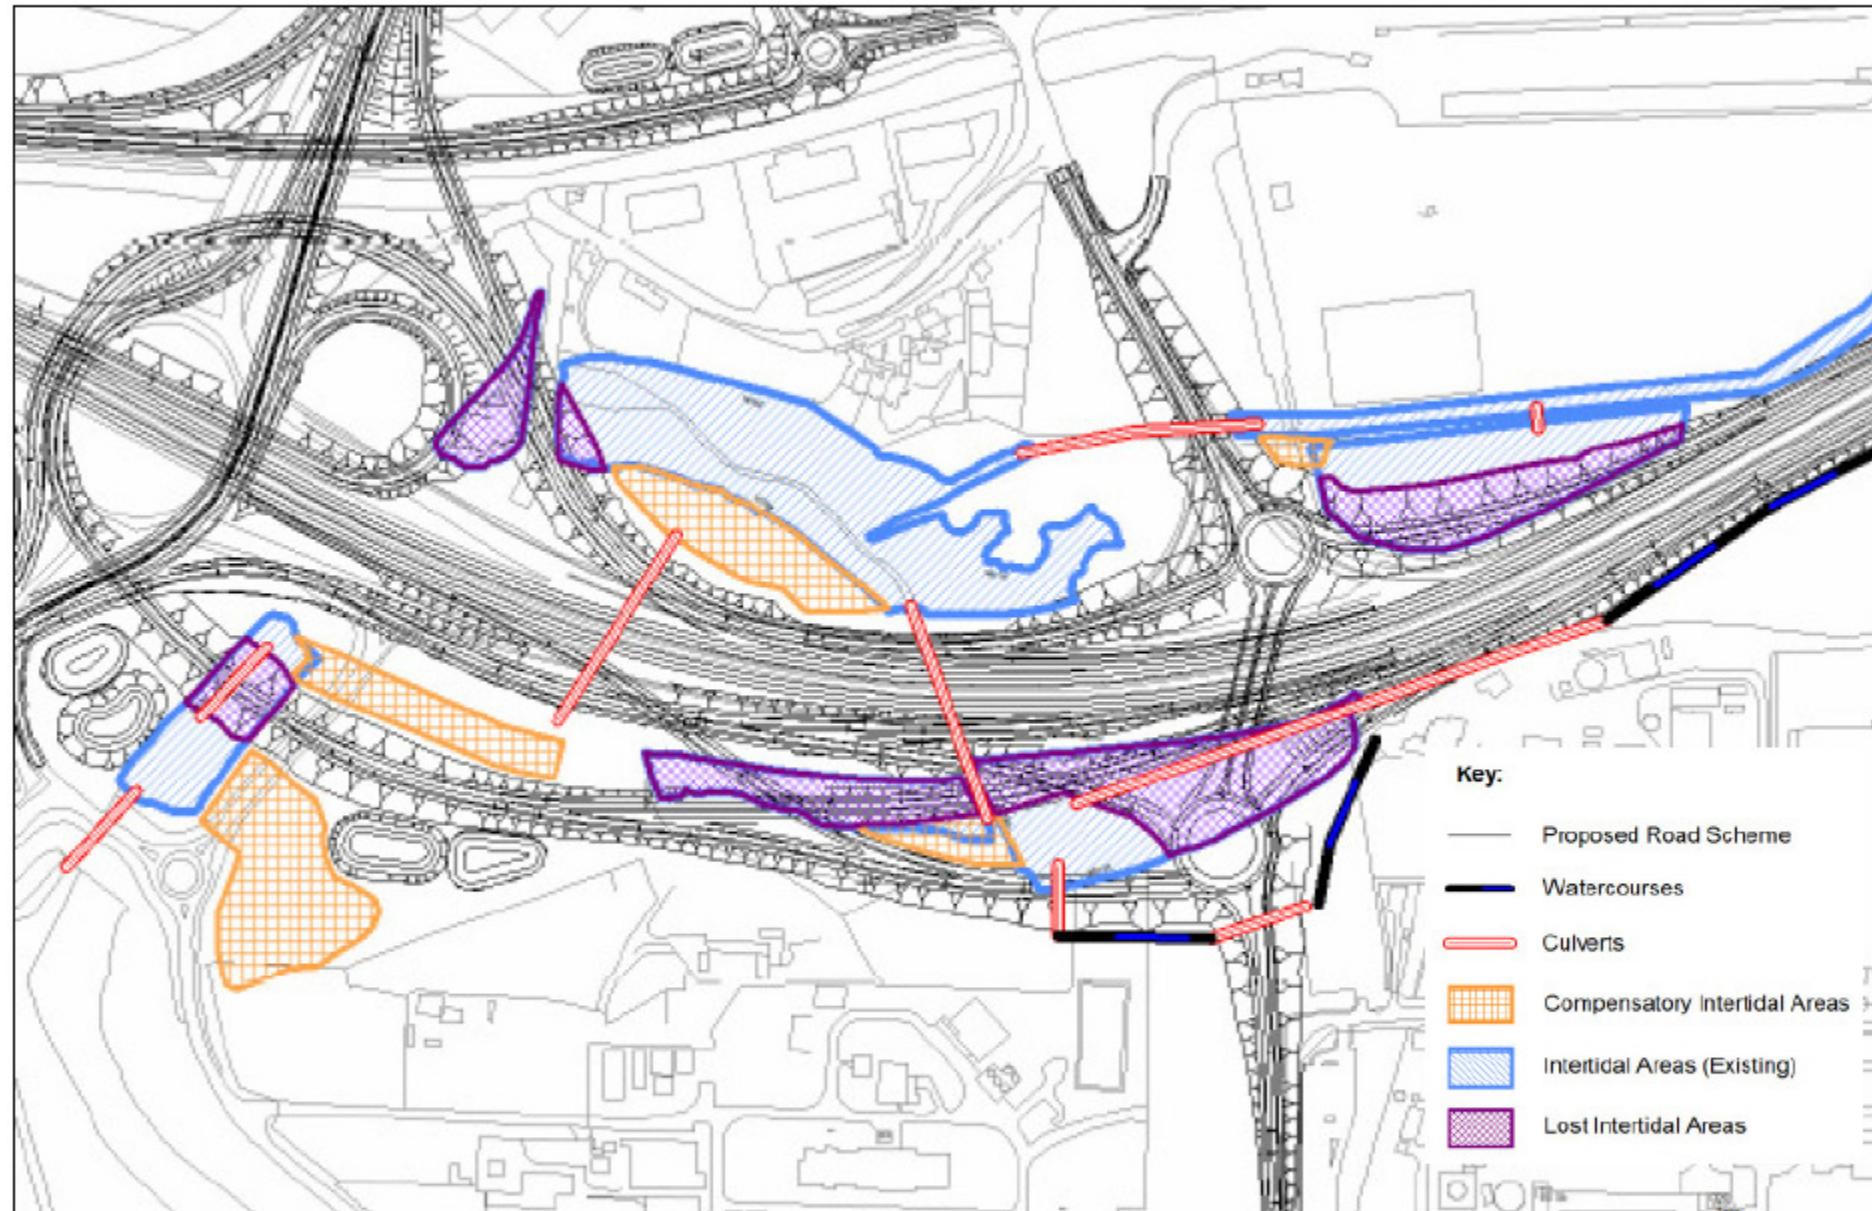 Key:
Proposed Road Scheme
Watercourses
Culverts
Compensatory Intertidal Areas
Intertidal Areas (Existing)
Lost Intertidal Areas